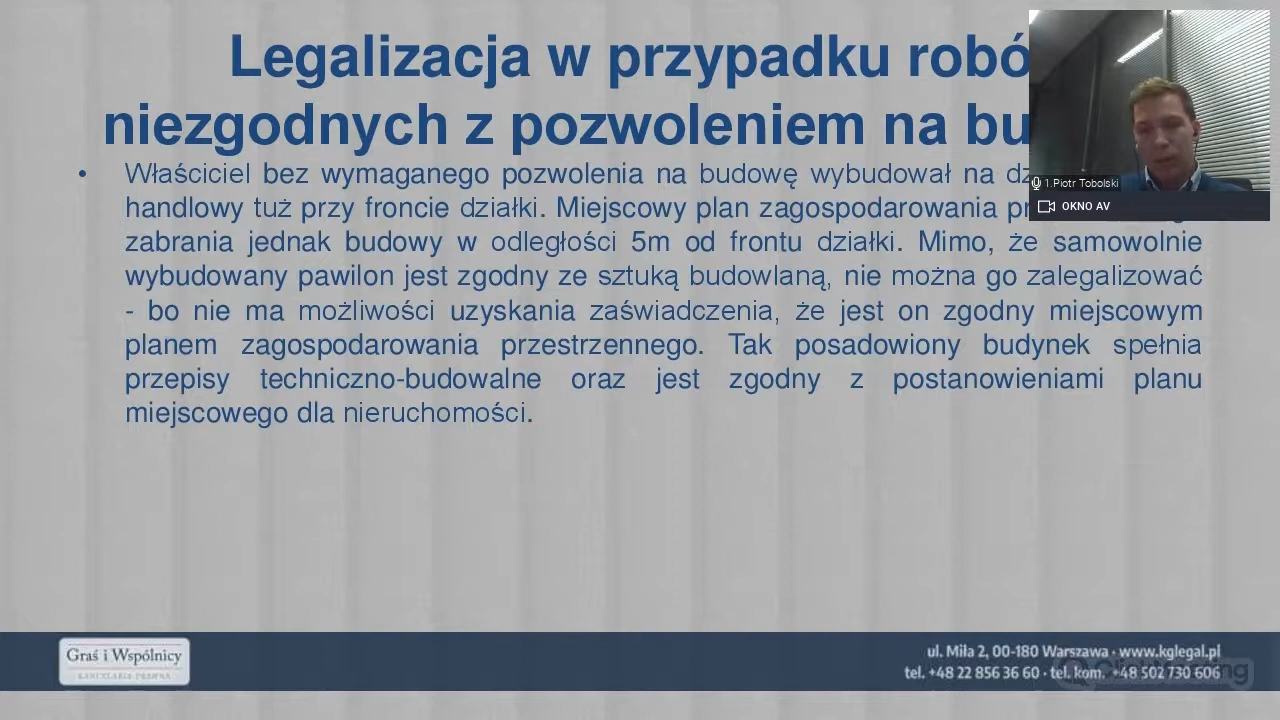 Legalizacja w przypadku robó
niezgodnych z pozwoleniem na bu
• Właściciel bez wymaganego pozwolenia na budowę wybudował na
handlowy tuż przy froncie działki. Miejscowy plan zagospodarowania
zabrania jednak budowy w odległości 5m od frontu działki. Mimo, że samowolnie
wybudowany pawilon jest zgodny ze sztuką budowlaną, nie można go zalegalizować
- bo nie ma możliwości uzyskania zaświadczenia, że jest on zgodny miejscowym
planem zagospodarowania przestrzennego. Tak posadowiony budynek spełnia
przepisy techniczno-budowalne oraz jest zgodny z postanowieniami planu
miejscowego dla nieruchomości.
1.Piotr Tobolski
OKNO AV
Graś i Wspólnicy
KANCELARIA PRAWNA
ul. Miła 2, 00-180 Warszawa · www.kglegal.pl
tel. +48 22 856 36 60 · tel. kom. +48 502 730 606